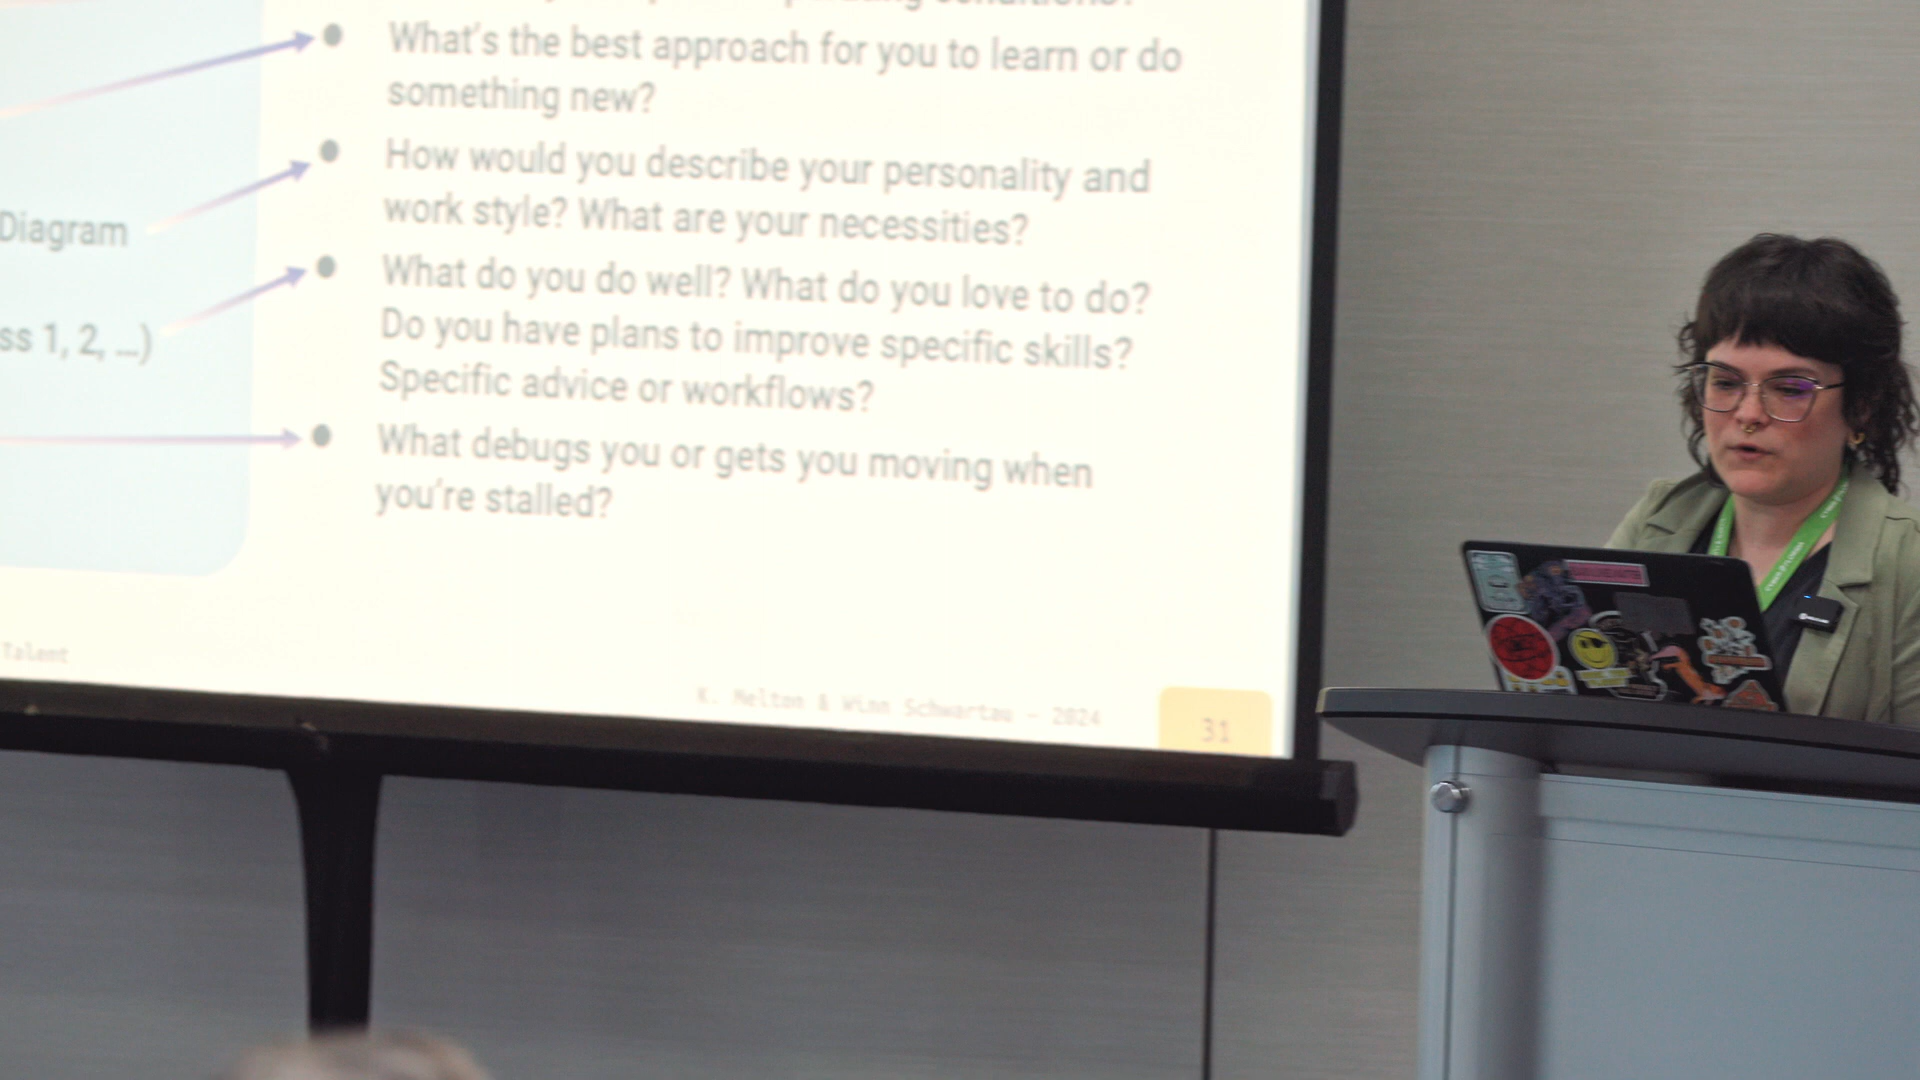 conditions?
What's the best approach for you to learn or do
something new?
Diagram
How would you describe your personality and
work style? What are your necessities?
ss 1, 2, ...)
What do you do well? What do you love to do?
Do you have plans to improve specific skills?
Specific advice or workflows?
What debugs you or gets you moving when
you're stalled?
Talent
K. Melton & Winn Schwartau - 2024
31